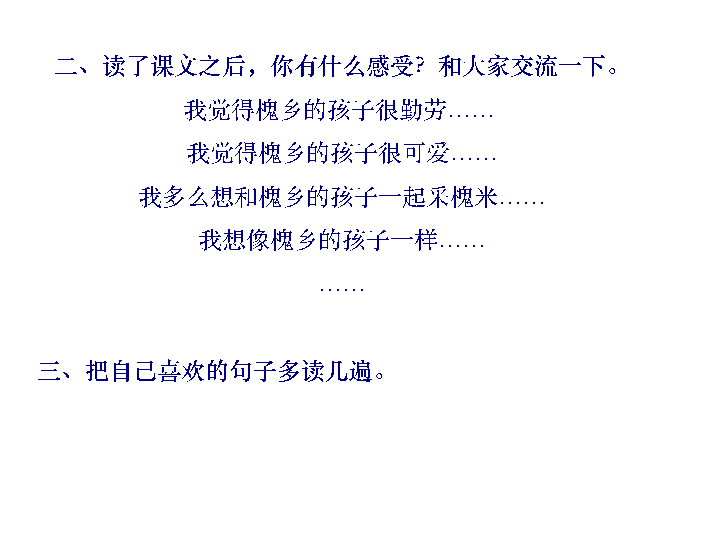 二、读了课文之后，你有什么感受？和大家交流一下。
我觉得槐乡的孩子很勤劳……
我觉得槐乡的孩子很可爱……
我多么想和槐乡的孩子一起采槐米……
我想像槐乡的孩子一样……
……
三、把自己喜欢的句子多读几遍。